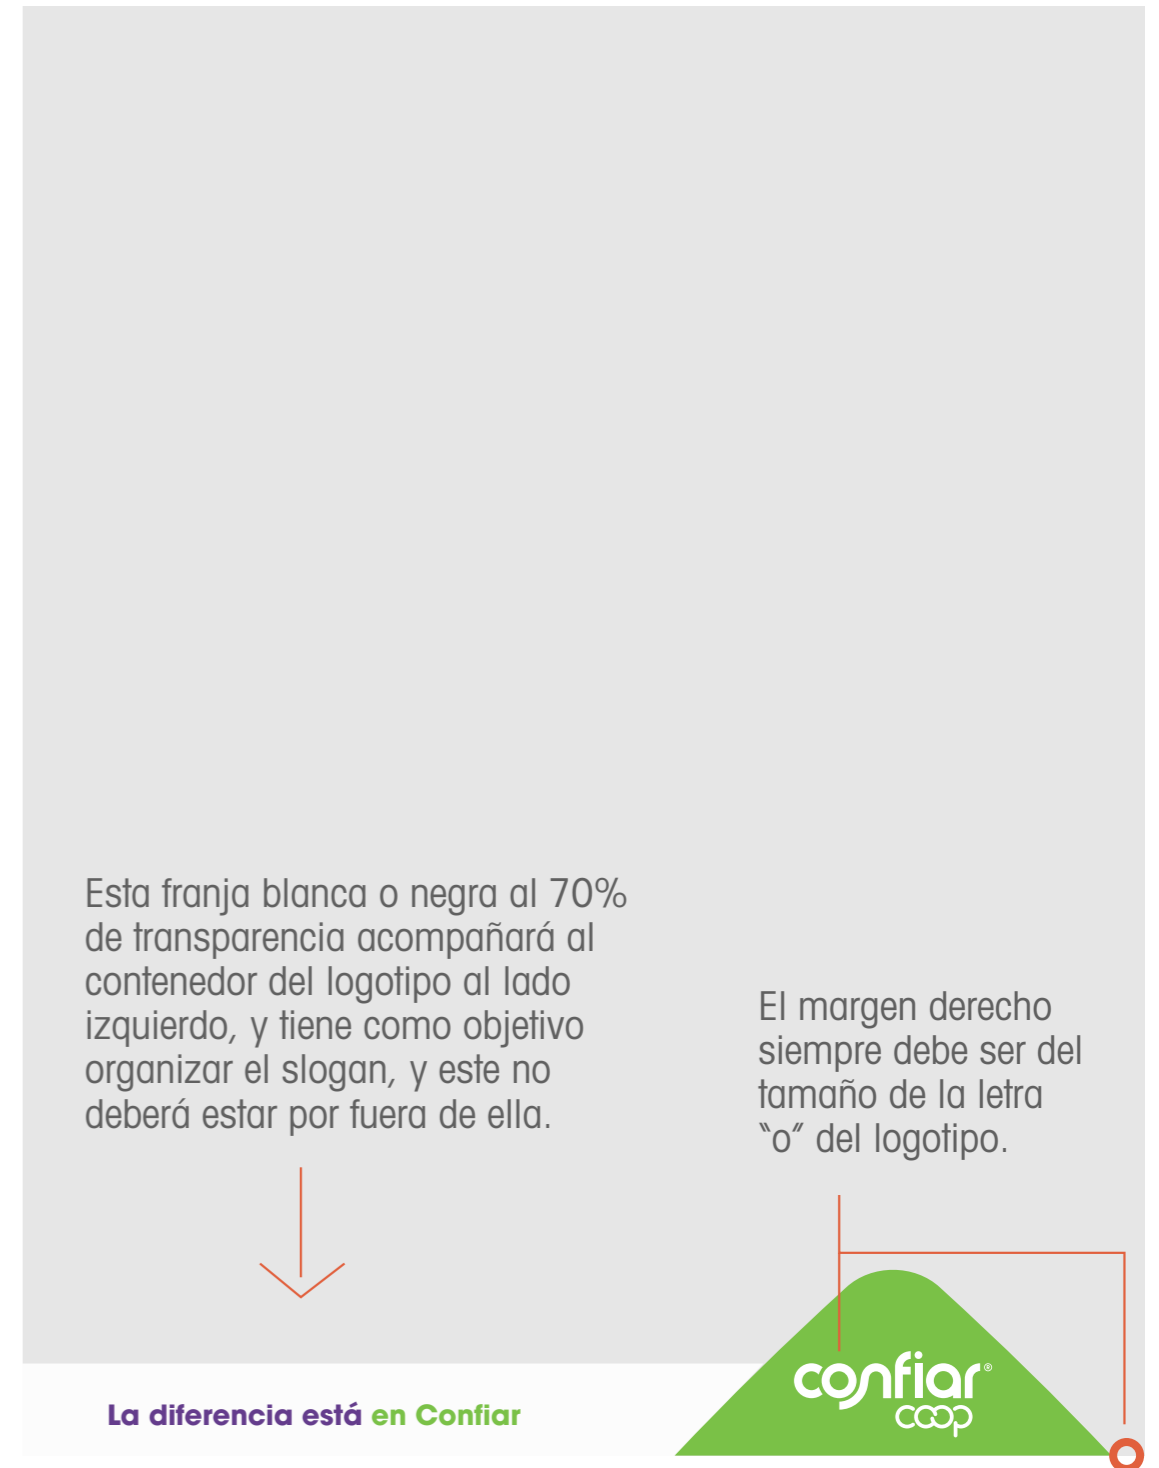 Esta franja blanca o negra al 70%
de transparencia acompañará al
contenedor del logotipo al lado
izquierdo, y tiene como objetivo
organizar el slogan, y este no
deberá estar por fuera de ella.
El margen derecho
siempre debe ser del
tamaño de la letra
“o” del logotipo.
La diferencia está en Confiar
confiar®
coop